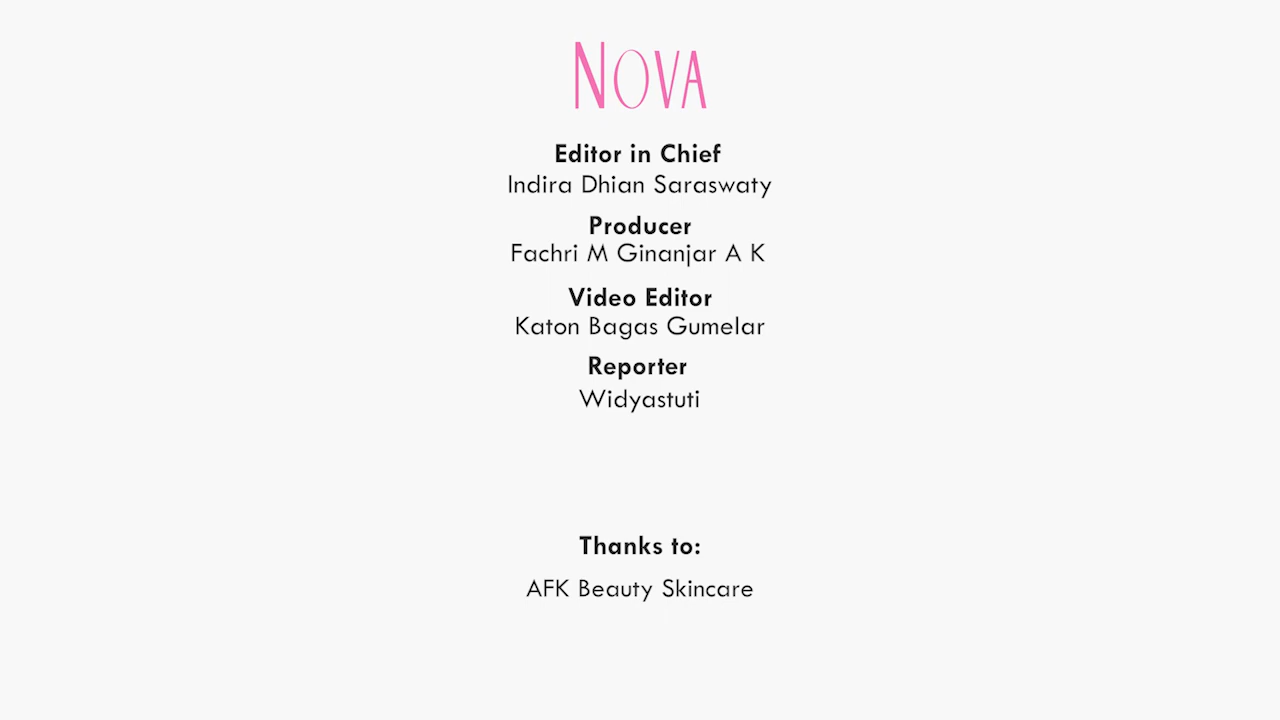 NOVA
Editor in Chief
Indira Dhian Saraswaty
Producer
Fachri M Ginanjar A K
Video Editor
Katon Bagas Gumelar
Reporter
Widyastuti
Thanks to:
AFK Beauty Skincare